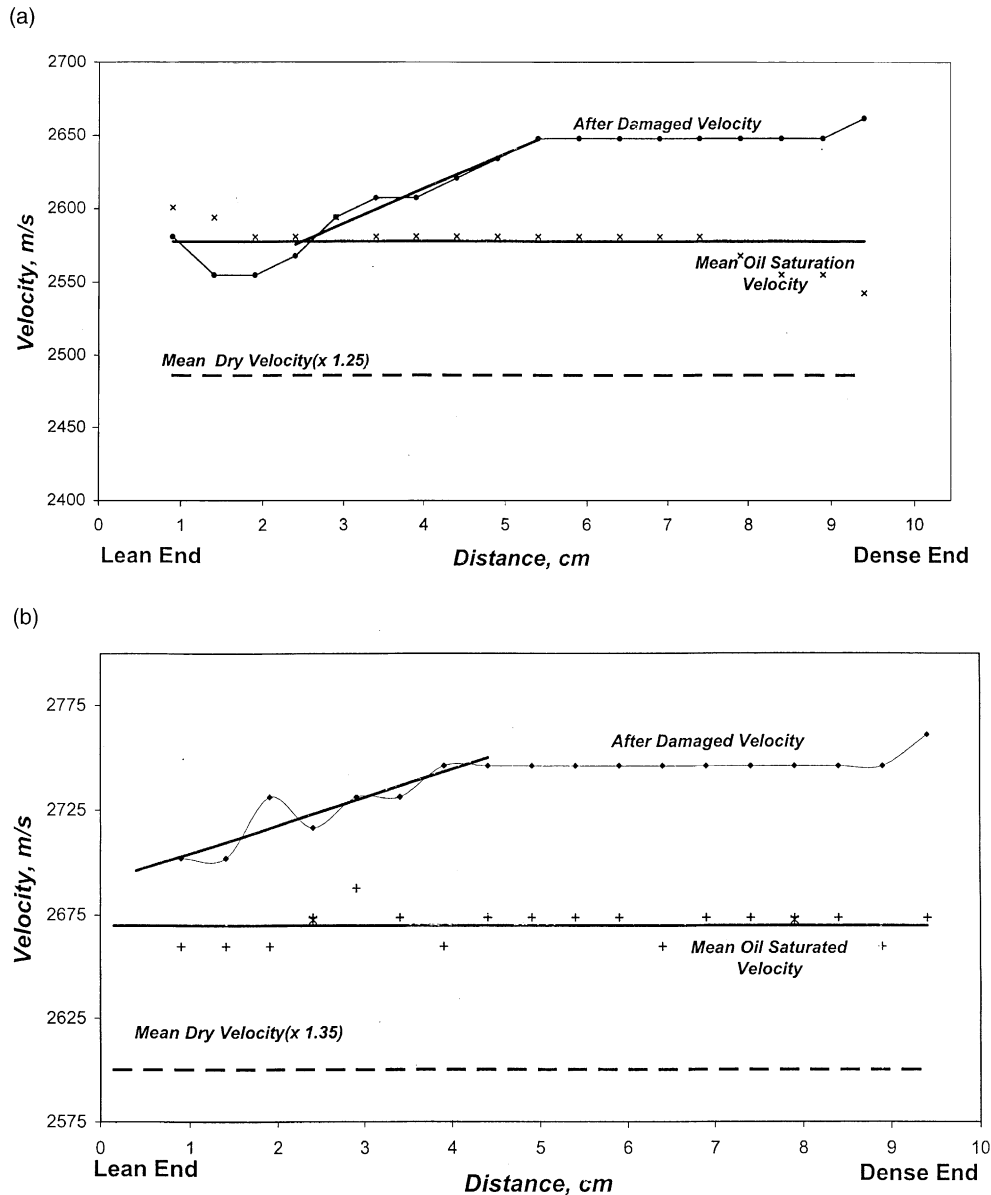 (a)
2700
2650
2600
2550
2500
2450
2400
Velocity, m/s
After Damaged Velocity
Mean Oil Saturation
Velocity
Mean Dry Velocity(x 1.25)
0 1 2 3 4 5 6 7 8 9 10
Lean End
Distance, cm
Dense End
(b)
2775
2725
2675
2625
2575
Velocity, m/s
After Damaged Velocity
Mean Oil Saturated
Velocity
Mean Dry Velocity(x 1.35)
0 1 2 3 4 5 6 7 8 9 10
Lean End
Distance, cm
Dense End